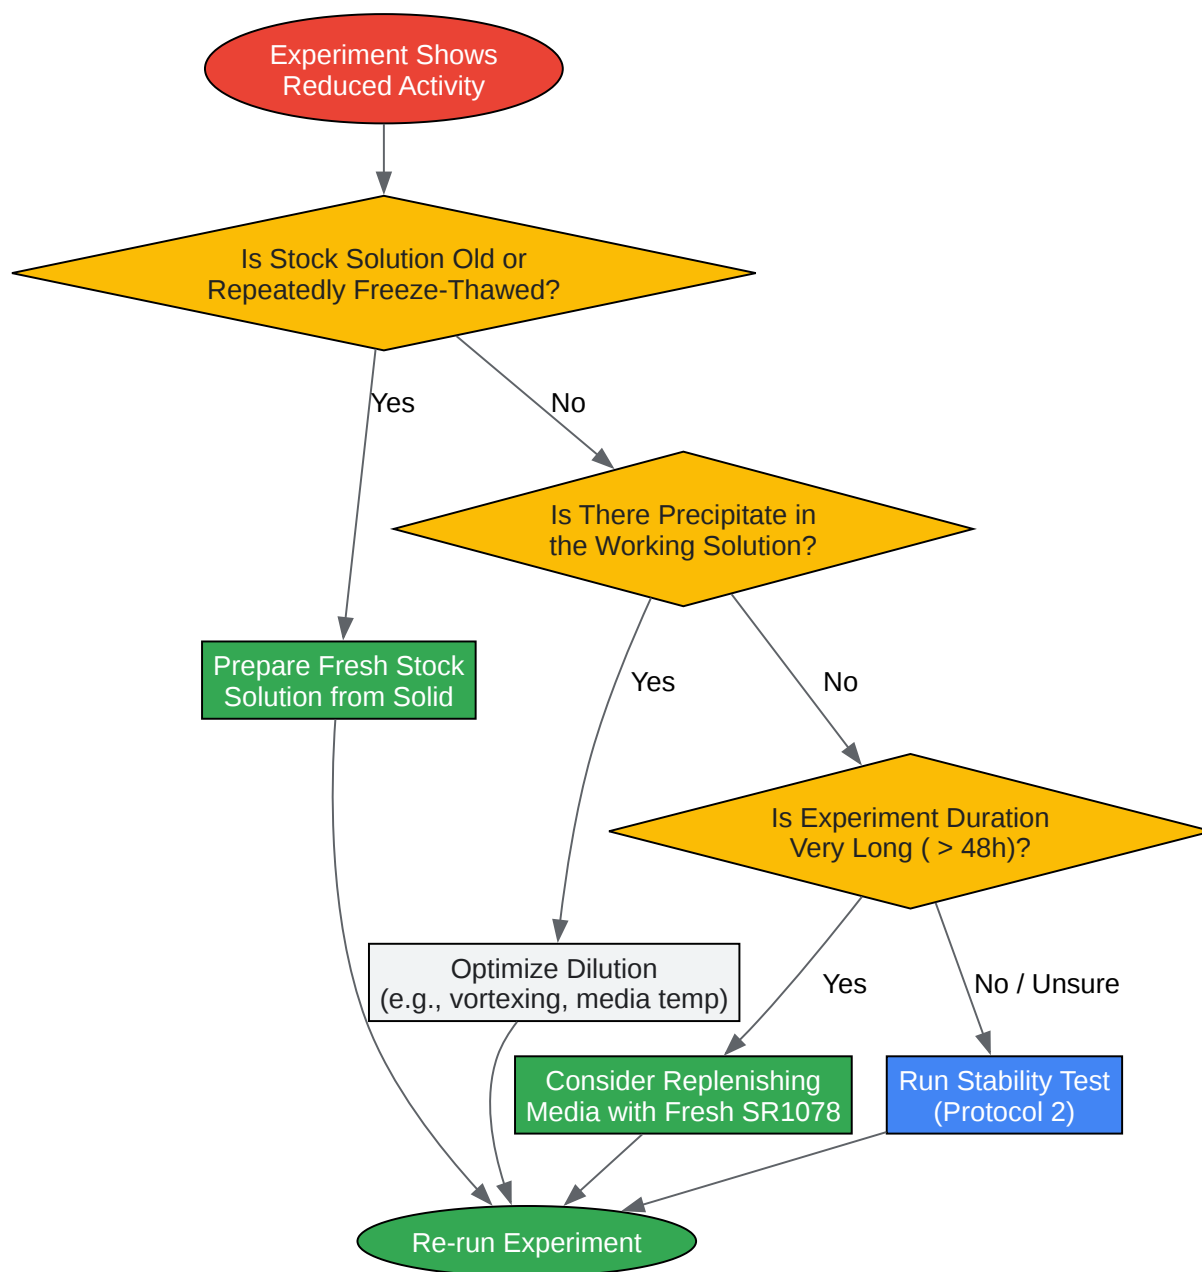 Experiment Shows
Reduced Activity
Is Stock Solution Old or
Repeatedly Freeze-Thawed?
Yes
No
Is There Precipitate in
the Working Solution?
Prepare Fresh Stock
Solution from Solid
Yes
No
Is Experiment Duration
Very Long ( > 48h)?
Optimize Dilution
(e.g., vortexing, media temp)
Yes
No / Unsure
Consider Replenishing
Media with Fresh SR1078
Run Stability Test
(Protocol 2)
Re-run Experiment